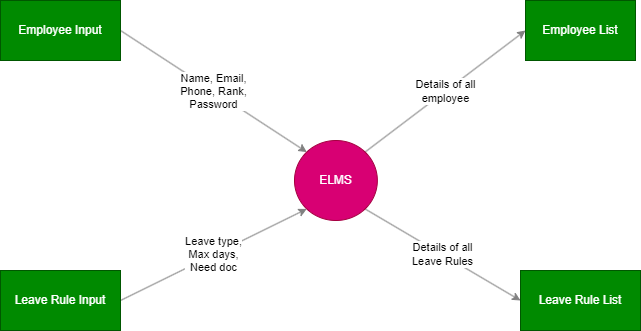 Employee Input
Employee List
Name, Email,
Phone, Rank,
Password
Details of all
employee
ELMS
Leave type,
Max days,
Need doc
Details of all
Leave Rules
Leave Rule Input
Leave Rule List